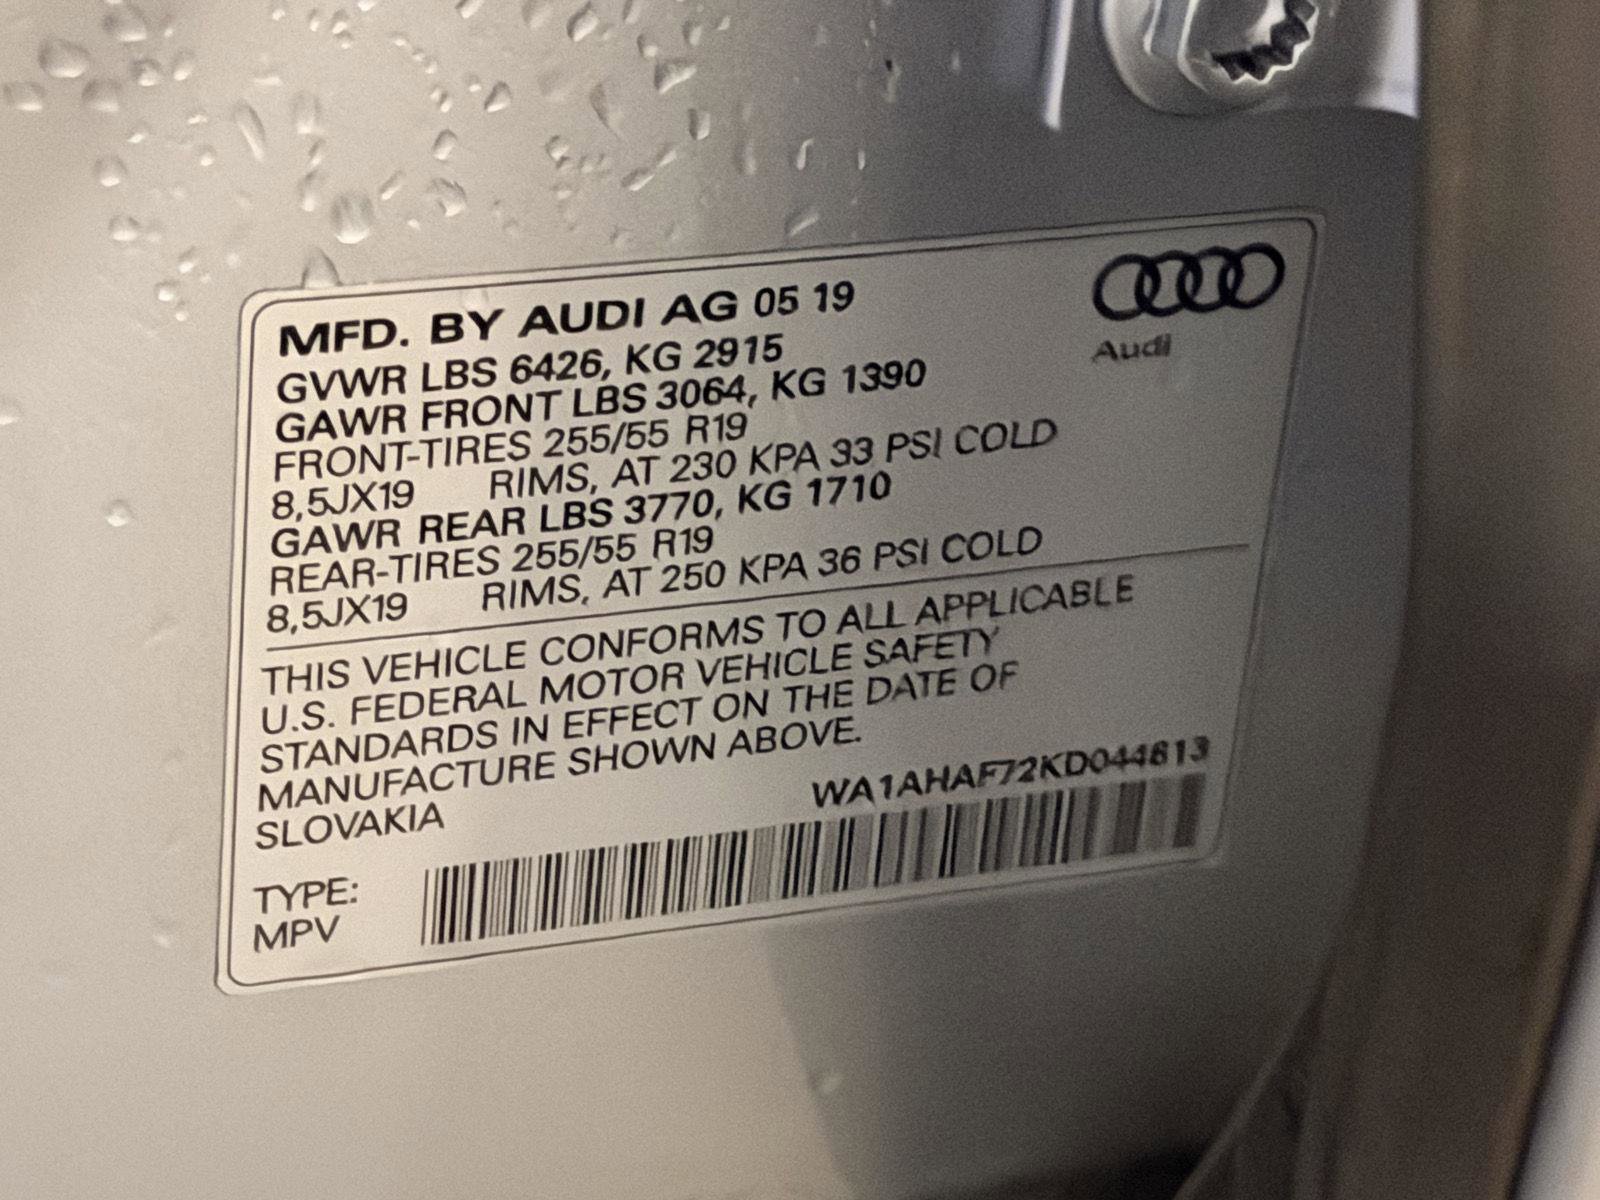 MFD. BY AUDI AG 05 19
GVWR LBS 6426, KG 2915
GAWR FRONT LBS 3064, KG 1390
FRONT-TIRES 255/55 R19
8,5JX19 RIMS, AT 230 KPA 33 PSI COLD
GAWR REAR LBS 3770, KG 1710
REAR-TIRES 255/55 R19
8,5JX19 RIMS, AT 250 KPA 36 PSI COLD
Audi
THIS VEHICLE CONFORMS TO ALL APPLICABLE
U.S. FEDERAL MOTOR VEHICLE SAFETY
STANDARDS IN EFFECT ON THE DATE OF
MANUFACTURE SHOWN ABOVE.
SLOVAKIA
TYPE:
MPV